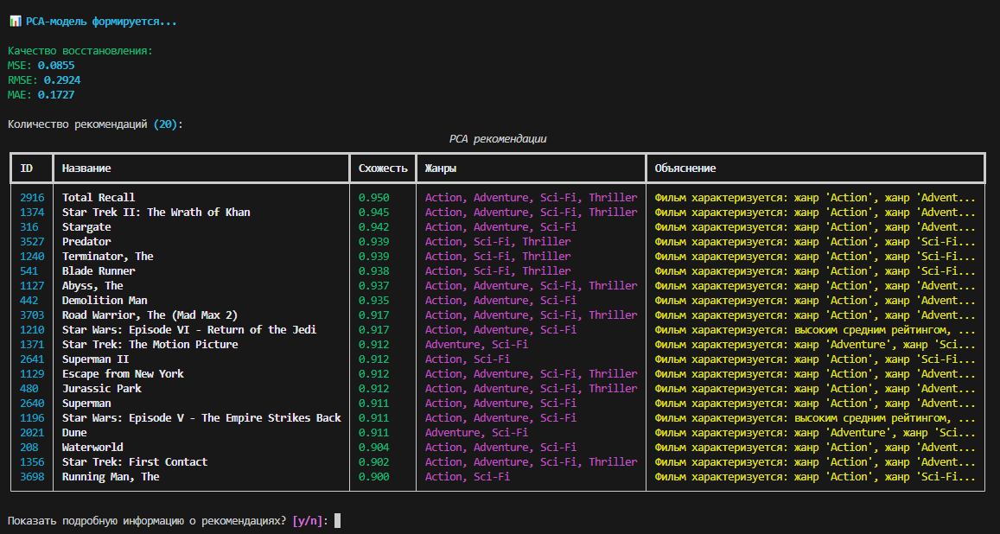 📊 PCA-модель формируется...
Качество восстановления:
MSE: 0.0855
RMSE: 0.2924
MAE: 0.1727
Количество рекомендаций (20):
PCA рекомендации
ID Название Схожесть Жанры Объяснение
2916 Total Recall 0.950 Action, Adventure, Sci-Fi, Thriller Фильм характеризуется: жанр 'Action', жанр 'Advent...
1374 Star Trek II: The Wrath of Khan 0.945 Action, Adventure, Sci-Fi, Thriller Фильм характеризуется: жанр 'Action', жанр 'Advent...
316 Stargate 0.942 Action, Adventure, Sci-Fi Фильм характеризуется: жанр 'Action', жанр 'Advent...
3527 Predator 0.939 Action, Sci-Fi, Thriller Фильм характеризуется: жанр 'Action', жанр 'Sci-Fi...
1240 Terminator, The 0.939 Action, Sci-Fi, Thriller Фильм характеризуется: жанр 'Action', жанр 'Sci-Fi...
541 Blade Runner 0.938 Action, Sci-Fi, Thriller Фильм характеризуется: жанр 'Action', жанр 'Sci-Fi...
1127 Abyss, The 0.937 Action, Adventure, Sci-Fi, Thriller Фильм характеризуется: жанр 'Action', жанр 'Advent...
442 Demolition Man 0.935 Action, Adventure, Sci-Fi Фильм характеризуется: жанр 'Action', жанр 'Advent...
3703 Road Warrior, The (Mad Max 2) 0.917 Action, Adventure, Sci-Fi, Thriller Фильм характеризуется: жанр 'Action', жанр 'Advent...
1210 Star Wars: Episode VI - Return of the Jedi 0.917 Action, Adventure, Sci-Fi Фильм характеризуется: высоким средним рейтингом, ...
1371 Star Trek: The Motion Picture 0.912 Adventure, Sci-Fi Фильм характеризуется: жанр 'Adventure', жанр 'Sci...
2641 Superman II 0.912 Action, Sci-Fi Фильм характеризуется: жанр 'Action', жанр 'Sci-Fi...
1129 Escape from New York 0.912 Action, Adventure, Sci-Fi, Thriller Фильм характеризуется: жанр 'Action', жанр 'Advent...
480 Jurassic Park 0.912 Action, Adventure, Sci-Fi, Thriller Фильм характеризуется: жанр 'Action', жанр 'Advent...
2640 Superman 0.911 Action, Adventure, Sci-Fi Фильм характеризуется: жанр 'Action', жанр 'Advent...
1196 Star Wars: Episode V - The Empire Strikes Back 0.911 Action, Adventure, Sci-Fi Фильм характеризуется: высоким средним рейтингом, ...
2021 Dune 0.911 Adventure, Sci-Fi Фильм характеризуется: жанр 'Adventure', жанр 'Sci...
208 Waterworld 0.904 Action, Adventure, Sci-Fi Фильм характеризуется: жанр 'Action', жанр 'Advent...
1356 Star Trek: First Contact 0.902 Action, Adventure, Sci-Fi, Thriller Фильм характеризуется: жанр 'Action', жанр 'Advent...
3698 Running Man, The 0.900 Action, Sci-Fi Фильм характеризуется: жанр 'Action', жанр 'Sci-Fi...
Показать подробную информацию о рекомендациях? [y/n]: